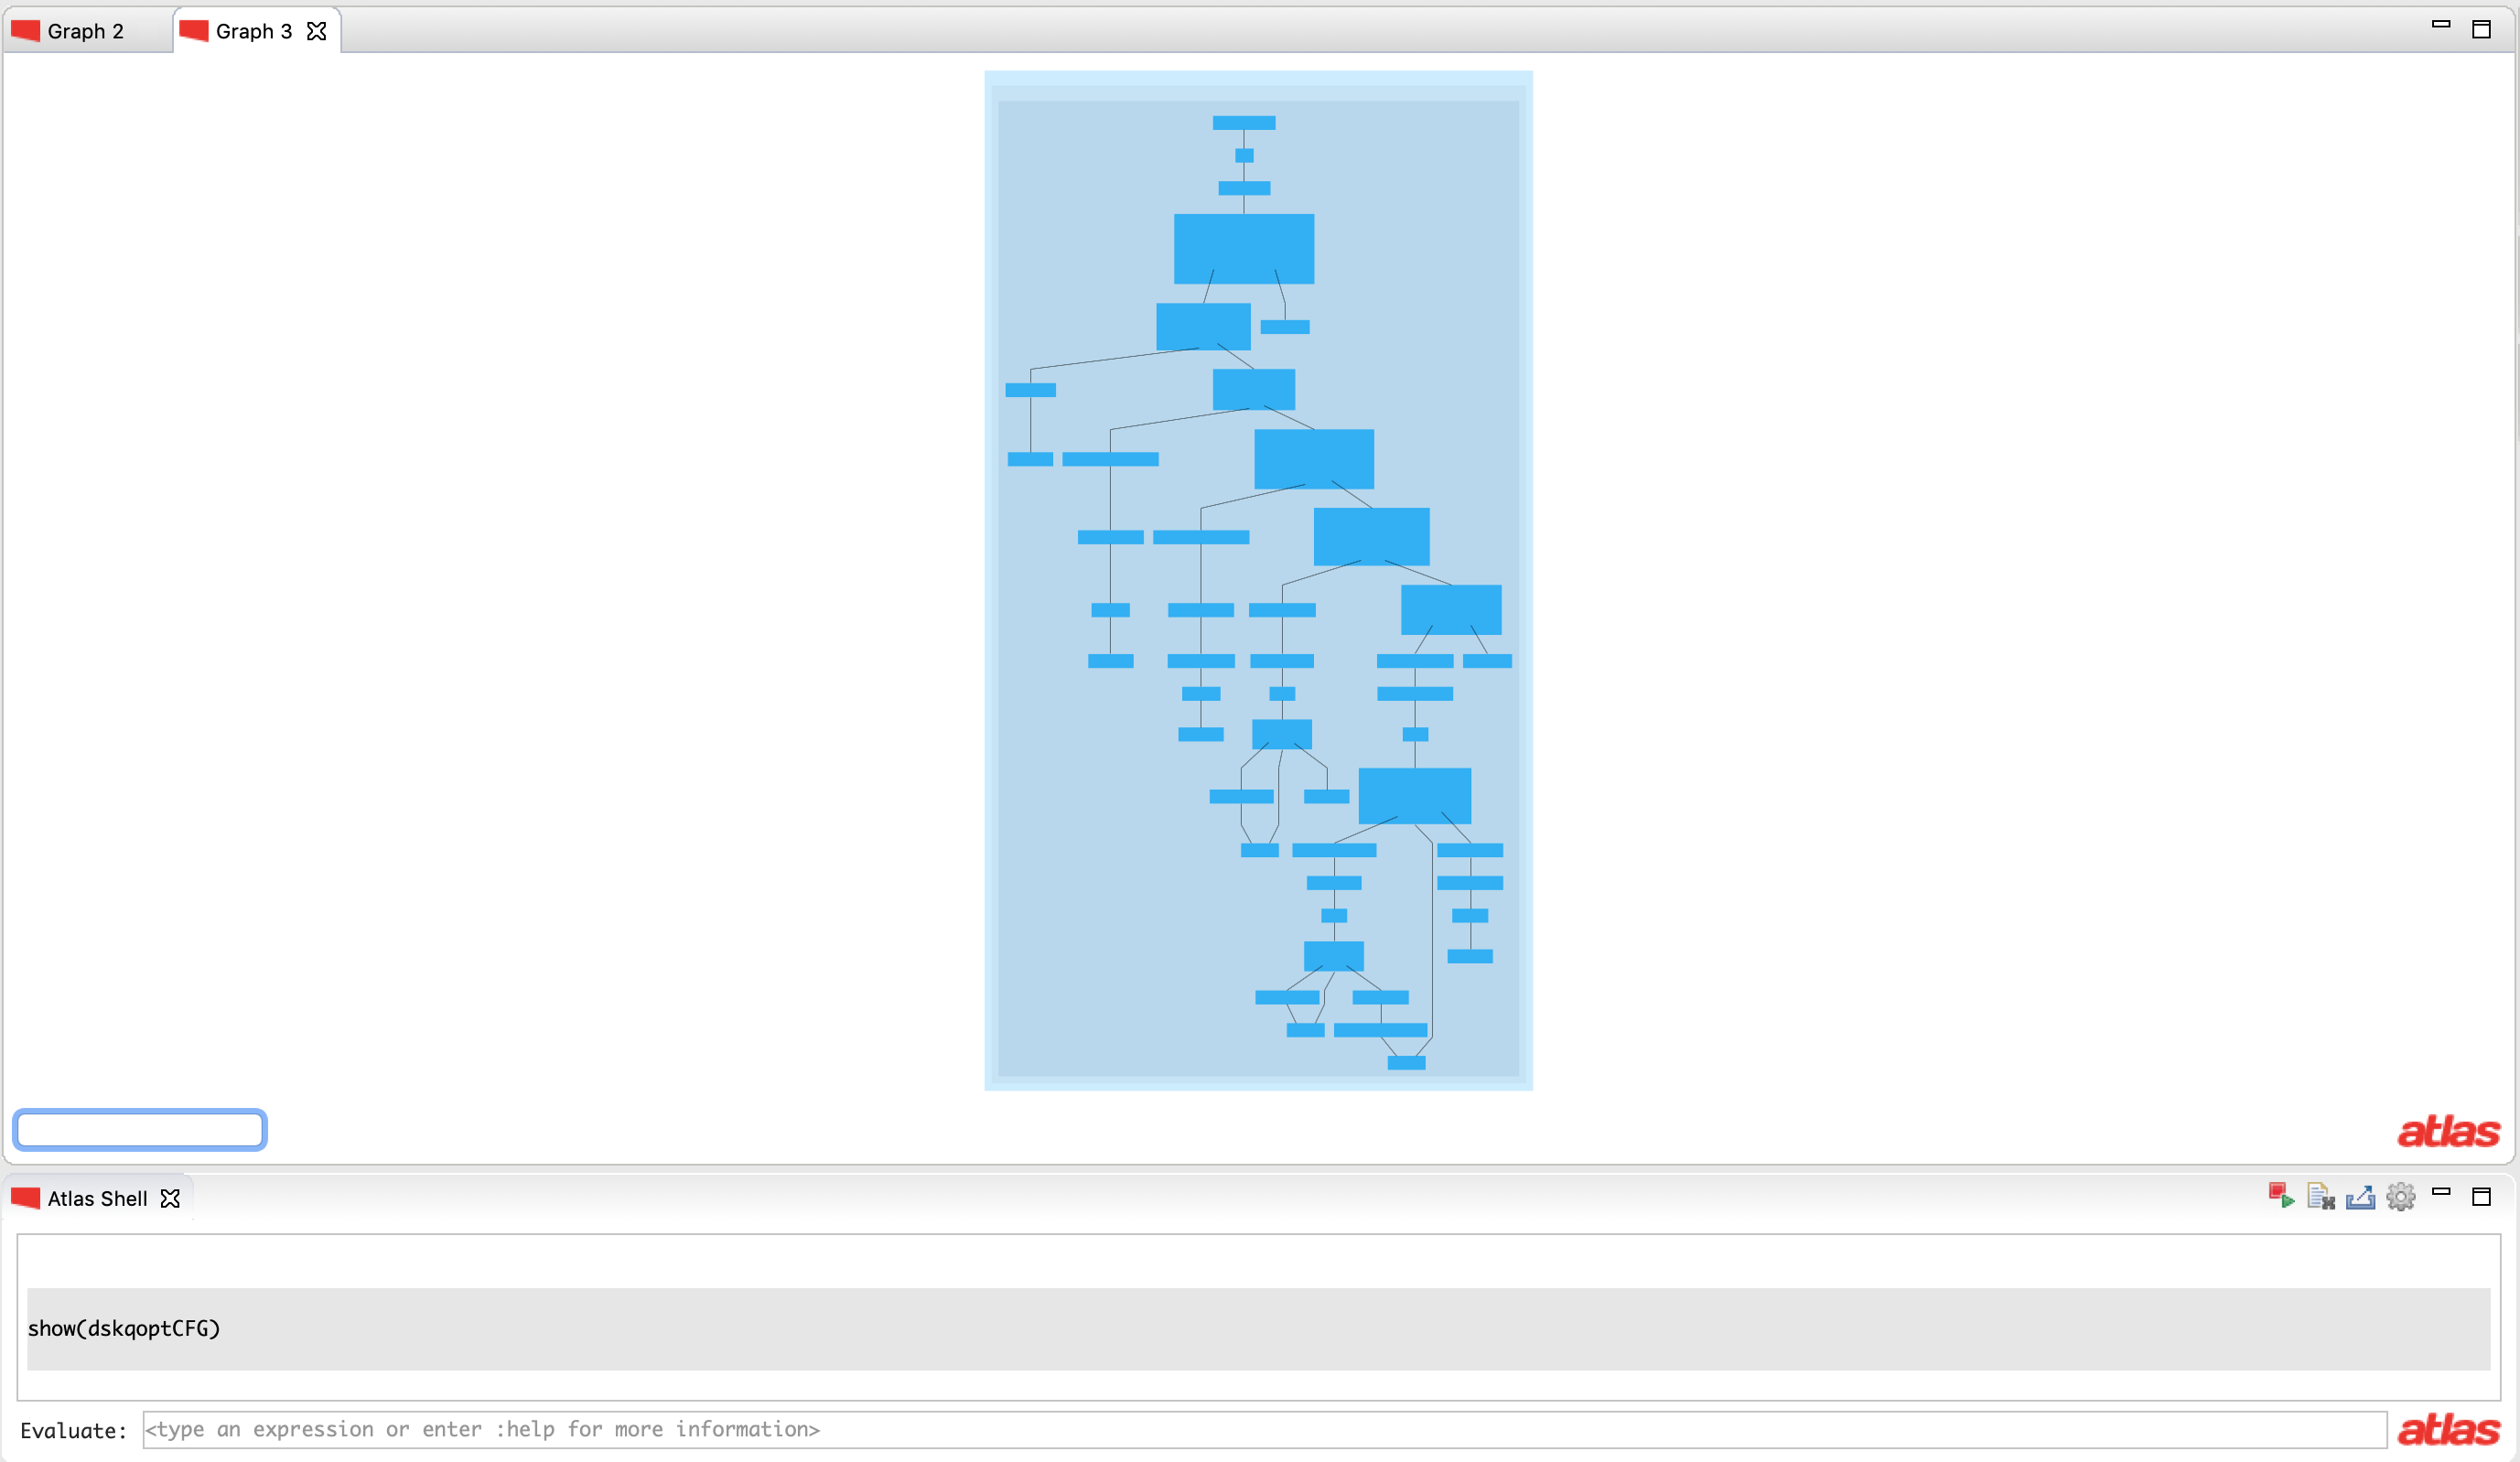 Graph 2
Graph 3
atlas
Atlas Shell
show(dskqoptCFG)
Evaluate: <type an expression or enter :help for more information>
atlas